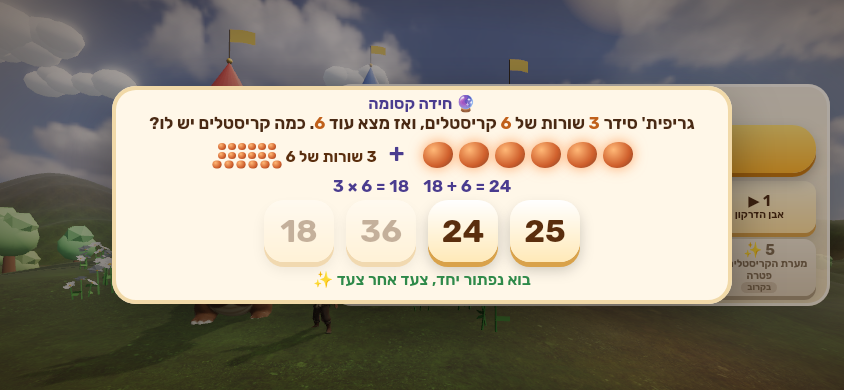 🔮 חידה קסומה
גריפית' סידר 3 שורות של 6 קריסטלים, ואז מצא עוד 6. כמה קריסטלים יש לו?
3 שורות של 6 +
3 × 6 = 18 18 + 6 = 24
18 36 24 25
בוא נפתור יחד, צעד אחר צעד ✨
1 ▶
אבן הדרקון
5 ✨
מערת הקריסטלים
פטרה
בקרוב